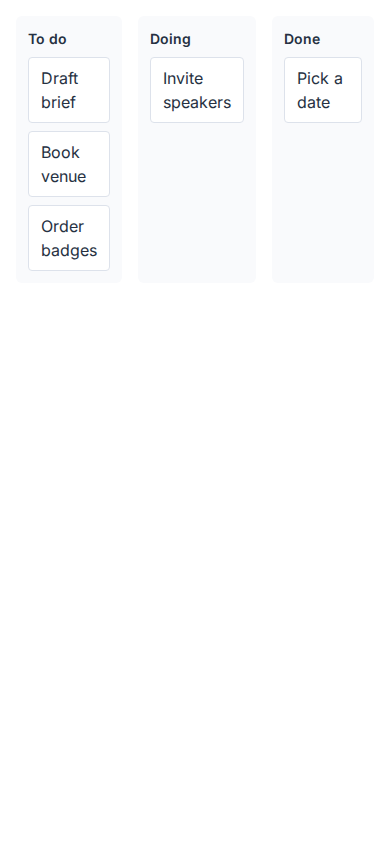 To do
Draft
brief
Book
venue
Order
badges
Doing
Invite
speakers
Done
Pick a
date